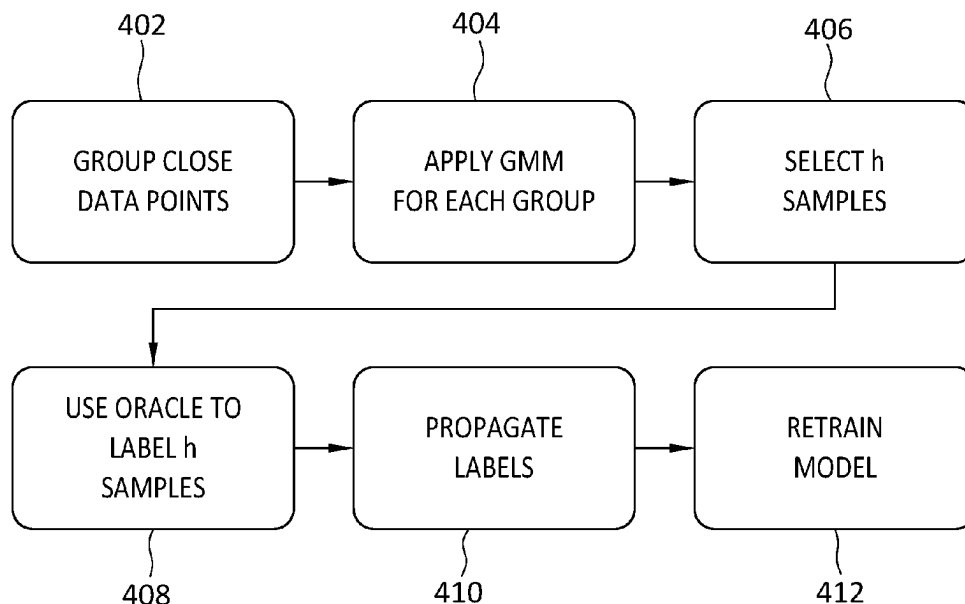 402
404
406
GROUP CLOSE
DATA POINTS
APPLY GMM
FOR EACH GROUP
SELECT h
SAMPLES
USE ORACLE TO
LABEL h
SAMPLES
PROPAGATE
LABELS
RETRAIN
MODEL
408
410
412